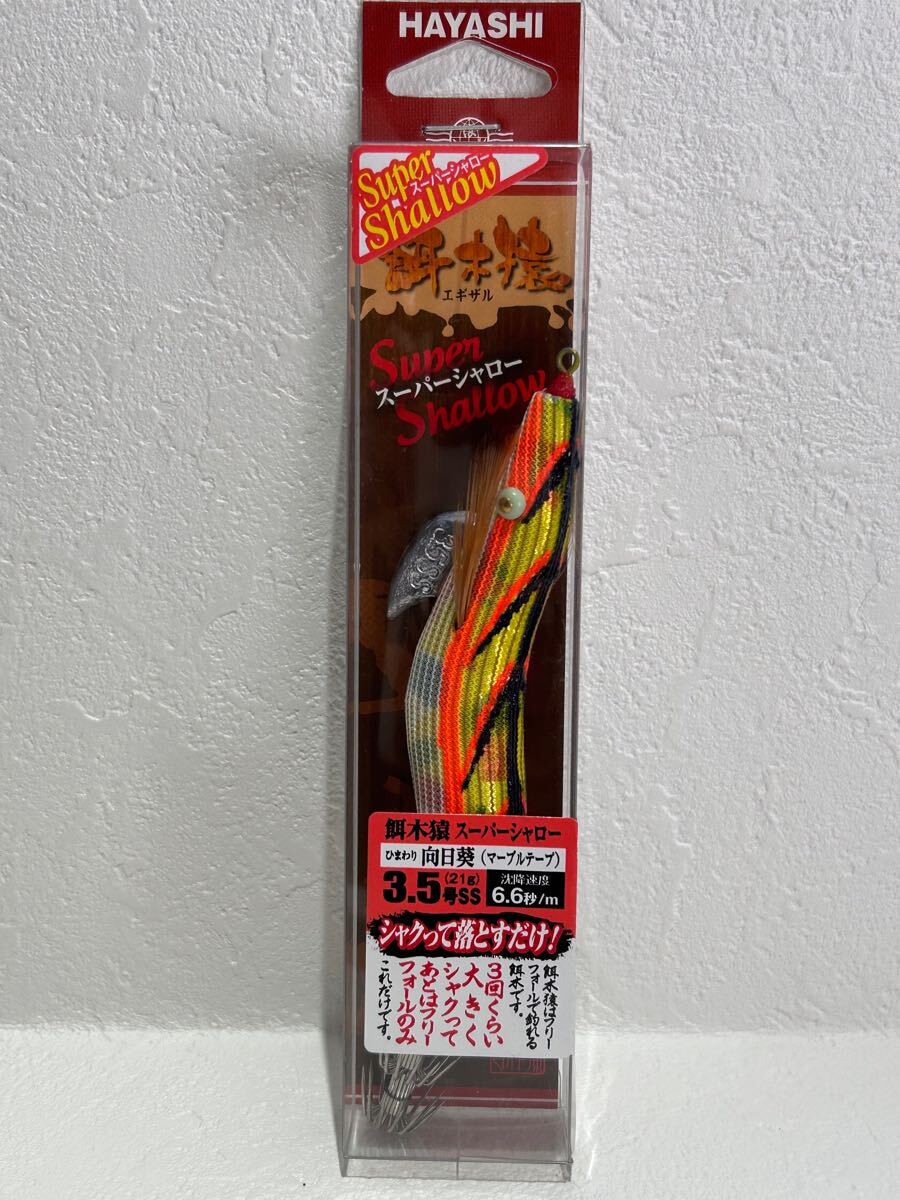 HAYASHI
Super
スーパーシャロー
Shallow
餌木猿
エギザル
Super
スーパーシャロー
Shallow
餌木猿 スーパーシャロー
ひまわり 向日葵 (マーブルテープ)
3.5号SS (21g)
沈降速度
6.6秒/m
シャクって落とすだけ!
餌木猿はフリー
フォールで釣れる
餌木です。
3回くらい
大きく
シャクって
あとはフリー
フォールのみ
これだけです。